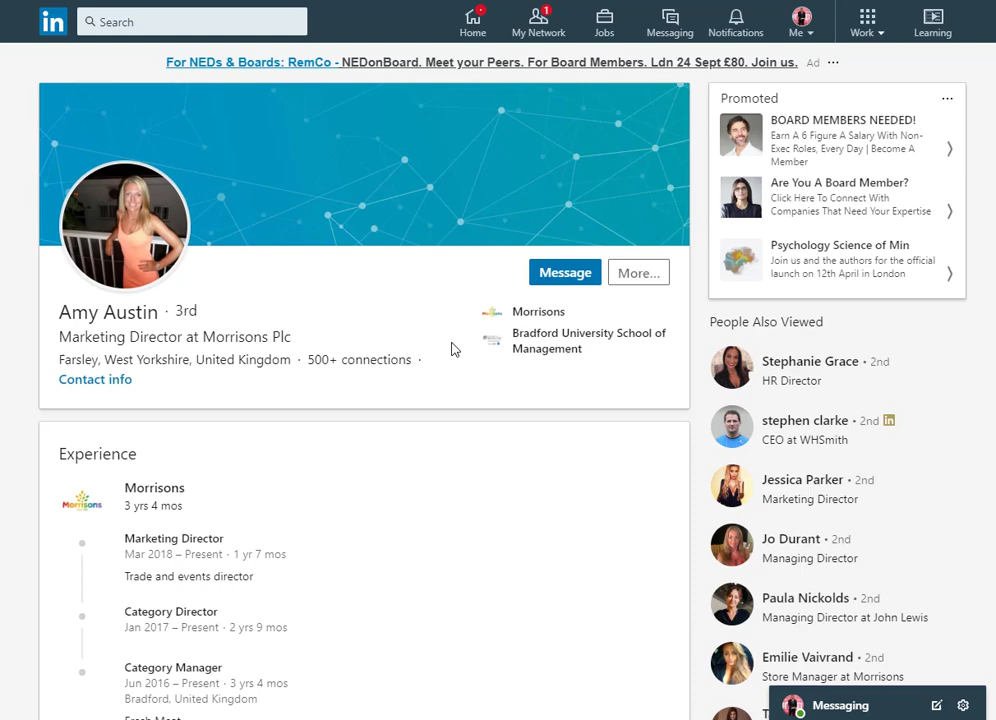 in
Search
Home
1
My Network
Jobs
Messaging
Notifications
Me
Work
Learning
For NEDs & Boards: RemCo - NEDonBoard. Meet your Peers. For Board Members. Ldn 24 Sept £80. Join us. Ad ...
Amy Austin · 3rd
Marketing Director at Morrisons Plc
Farsley, West Yorkshire, United Kingdom · 500+ connections ·
Contact info
Message
More...
Morrisons
Bradford University School of
Management
Experience
Morrisons
Morrisons
3 yrs 4 mos
Marketing Director
Mar 2018 – Present · 1 yr 7 mos
Trade and events director
Category Director
Jan 2017 – Present · 2 yrs 9 mos
Category Manager
Jun 2016 – Present · 3 yrs 4 mos
Bradford, United Kingdom
Fresh Meat
Promoted ...
BOARD MEMBERS NEEDED!
Earn A 6 Figure A Salary With Non-
Exec Roles, Every Day | Become A
Member
Are You A Board Member?
Click Here To Connect With
Companies That Need Your Expertise
Psychology Science of Min
Join us and the authors for the official
launch on 12th April in London
People Also Viewed
Stephanie Grace • 2nd
HR Director
stephen clarke • 2nd in
CEO at WHSmith
Jessica Parker • 2nd
Marketing Director
Jo Durant • 2nd
Managing Director
Paula Nickolds • 2nd
Managing Director at John Lewis
Emilie Vaivrand • 2nd
Store Manager at Morrisons
Messaging